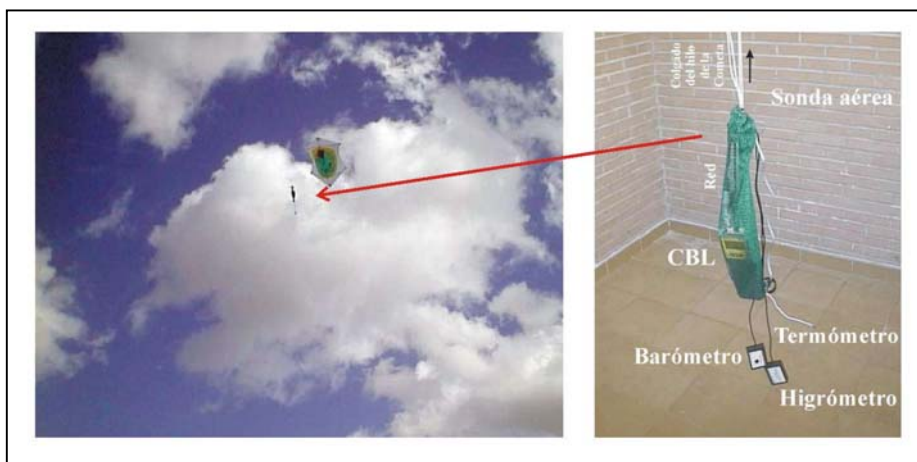 Colgado
del hilo
de la
Cometa
Sonda aérea
Red
CBL
Termómetro
Barómetro
Higrómetro